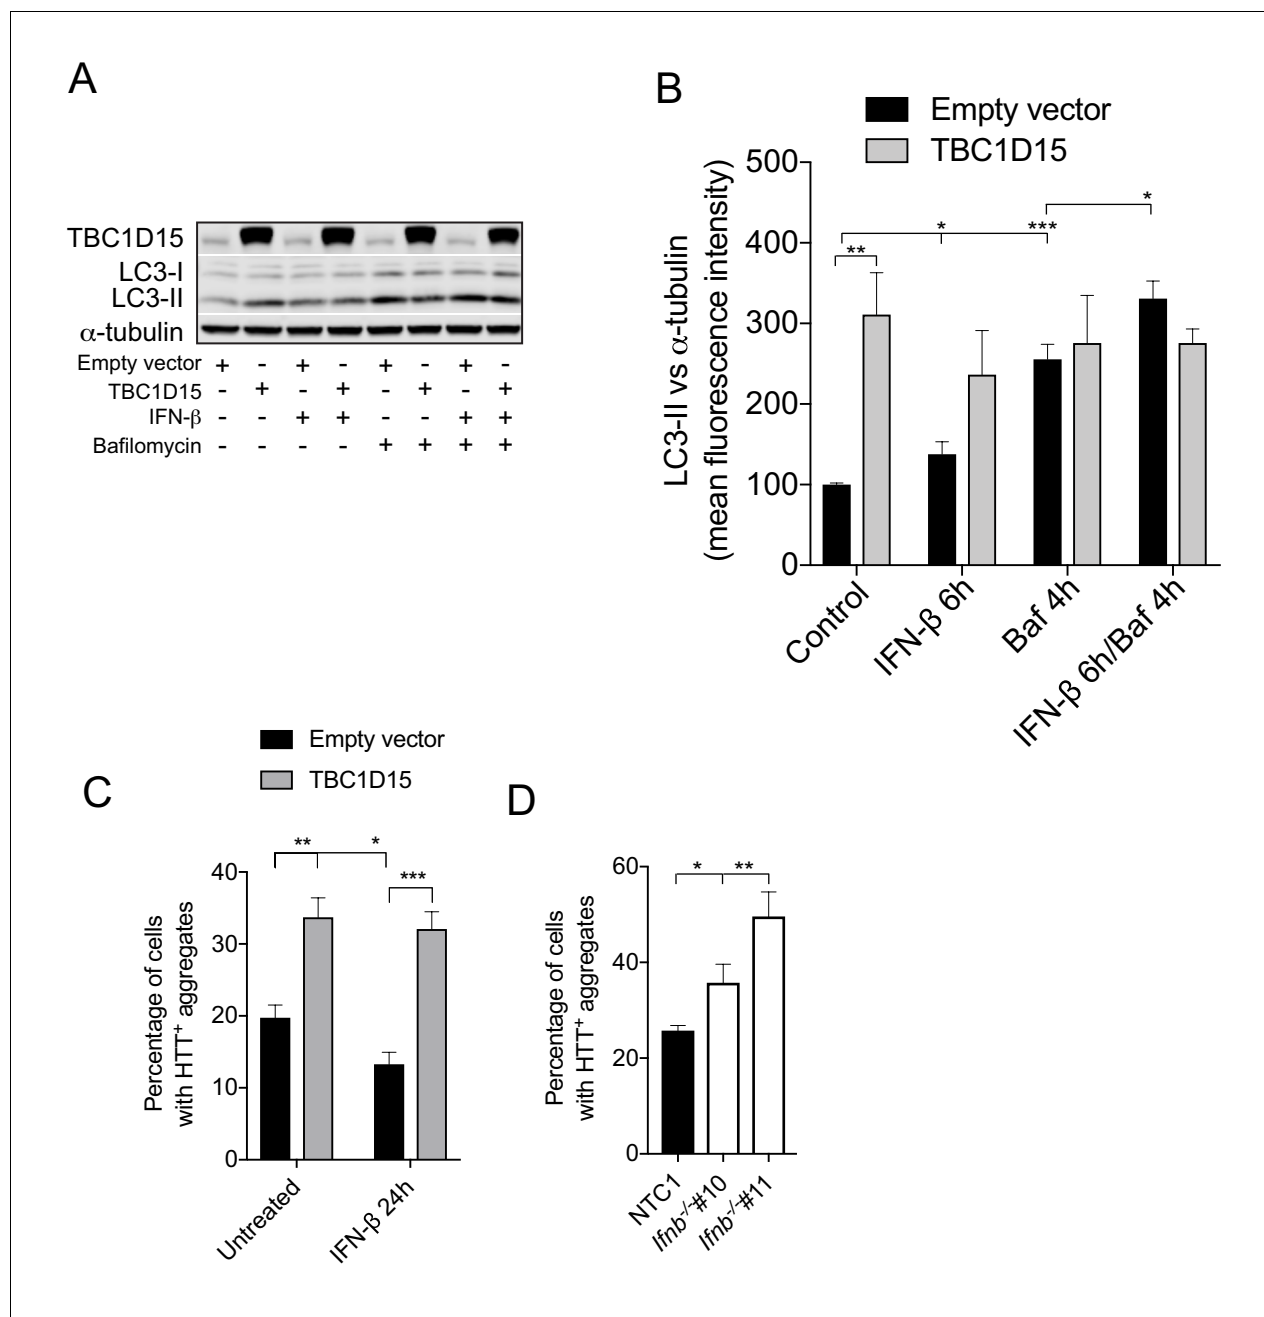 A
TBC1D15
LC3-I
LC3-II
α-tubulin
Empty vector + - + - + - + -
TBC1D15 - + - + - + - +
IFN-β - - + + - - + +
Bafilomycin - - - - + + + +
B
Empty vector
TBC1D15
LC3-II vs α-tubulin
(mean fluorescence intensity)
500
400
300
200
100
0
**
*
***
*
Control
IFN-β 6h
Baf 4h
IFN-β 6h/Baf 4h
C
Empty vector
TBC1D15
Percentage of cells
with HTT⁺ aggregates
40
30
20
10
0
**
*
***
Untreated
IFN-β 24h
D
Percentage of cells
with HTT⁺ aggregates
60
40
20
0
*
**
NTC1
Ifnb⁻/⁻#10
Ifnb⁻/⁻#11